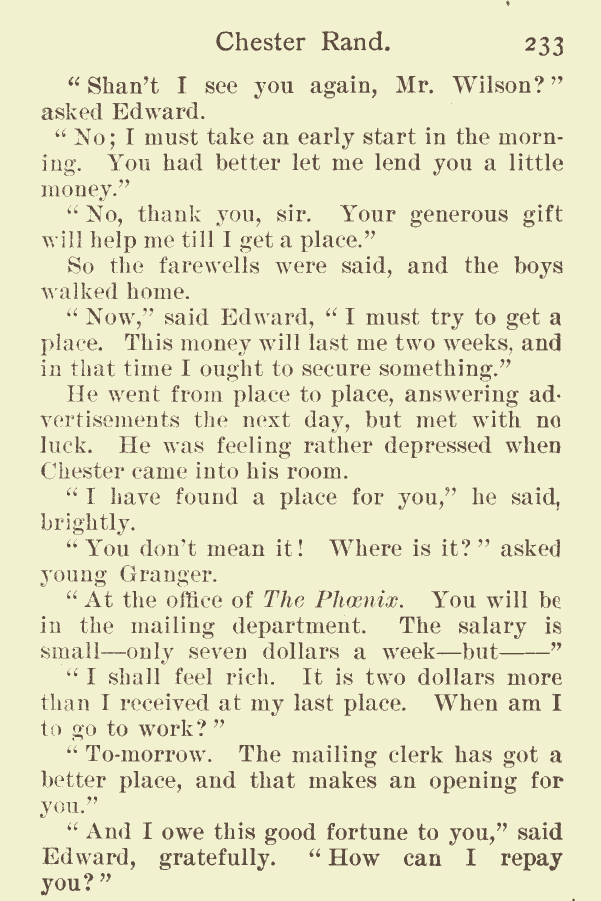 Chester Rand. 233
“Shan't I see you again, Mr. Wilson?”
asked Edward.
“No; I must take an early start in the morn-
ing. You had better let me lend you a little
money.”
“No, thank you, sir. Your generous gift
will help me till I get a place.”
So the farewells were said, and the boys
walked home.
“Now,” said Edward, “I must try to get a
place. This money will last me two weeks, and
in that time I ought to secure something.”
He went from place to place, answering ad-
vertisements the next day, but met with no
luck. He was feeling rather depressed when
Chester came into his room.
“I have found a place for you,” he said,
brightly.
“You don't mean it! Where is it?” asked
young Granger.
“At the office of The Phœnix. You will be
in the mailing department. The salary is
small—only seven dollars a week—but——”
“I shall feel rich. It is two dollars more
than I received at my last place. When am I
to go to work?”
“To-morrow. The mailing clerk has got a
better place, and that makes an opening for
you.”
“And I owe this good fortune to you,” said
Edward, gratefully. “How can I repay
you?”